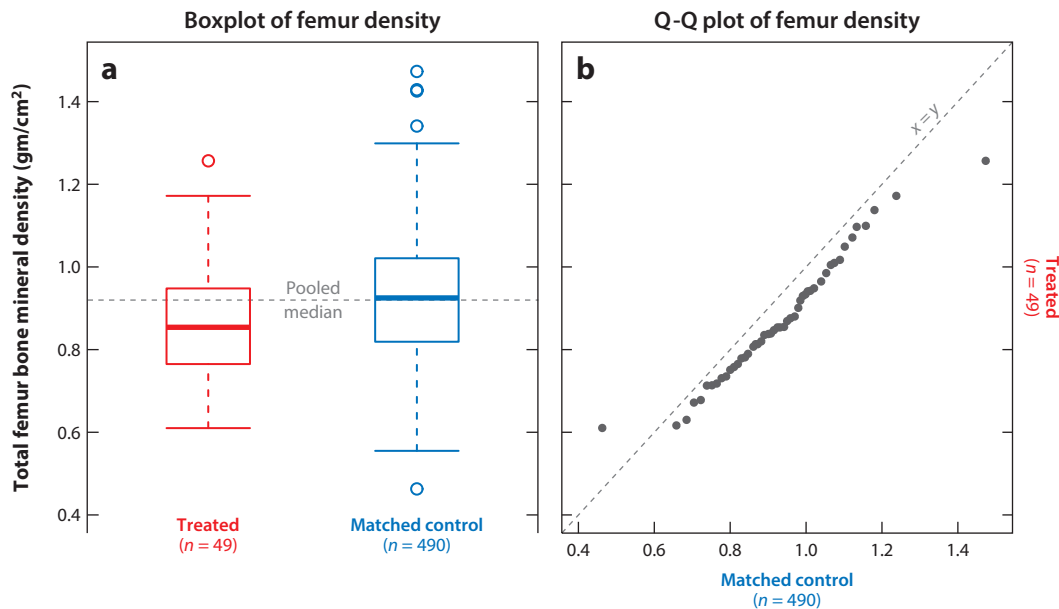 Boxplot of femur density
a
Total femur bone mineral density (gm/cm²)
1.4
1.2
1.0
0.8
0.6
0.4
Pooled
median
Treated
(n = 49)
Matched control
(n = 490)
Q-Q plot of femur density
b
x = y
Treated
(n = 49)
0.4
0.6
0.8
1.0
1.2
1.4
Matched control
(n = 490)